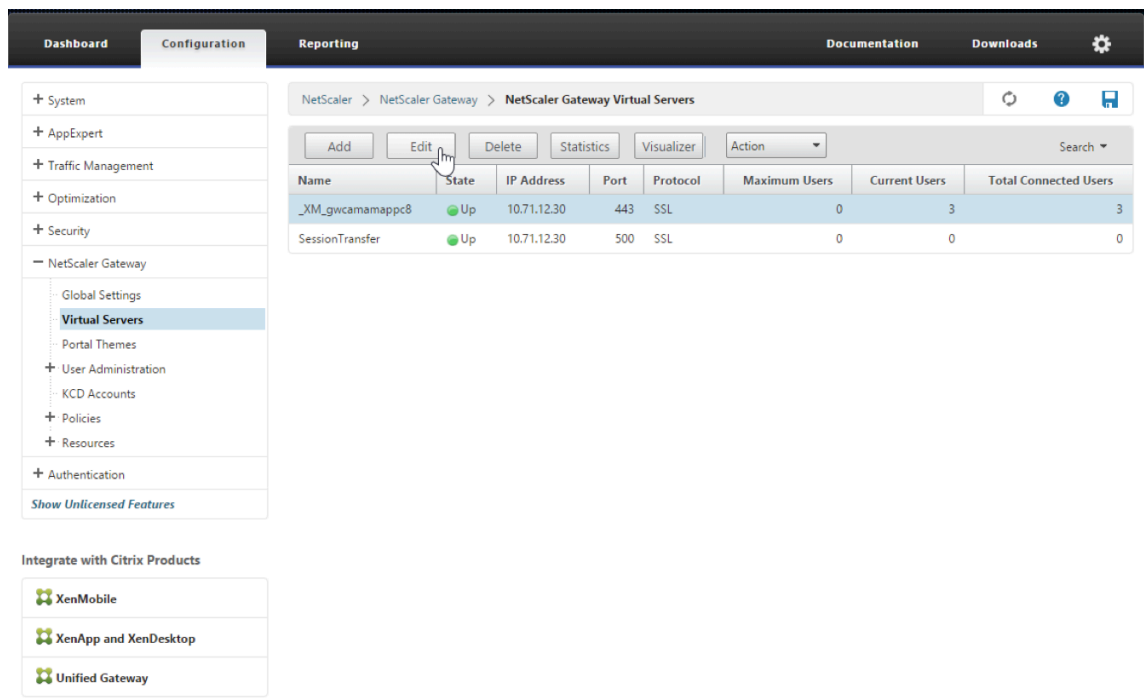 Dashboard Configuration Reporting Documentation Downloads
+ System
+ AppExpert
+ Traffic Management
+ Optimization
+ Security
− NetScaler Gateway
Global Settings
Virtual Servers
Portal Themes
+ User Administration
KCD Accounts
+ Policies
+ Resources
+ Authentication
Show Unlicensed Features
Integrate with Citrix Products
XenMobile
XenApp and XenDesktop
Unified Gateway
NetScaler > NetScaler Gateway > NetScaler Gateway Virtual Servers
Add Edit Delete Statistics Visualizer Action Search
Name State IP Address Port Protocol Maximum Users Current Users Total Connected Users
_XM_gwcamamappc8 Up 10.71.12.30 443 SSL 0 3 3
SessionTransfer Up 10.71.12.30 500 SSL 0 0 0